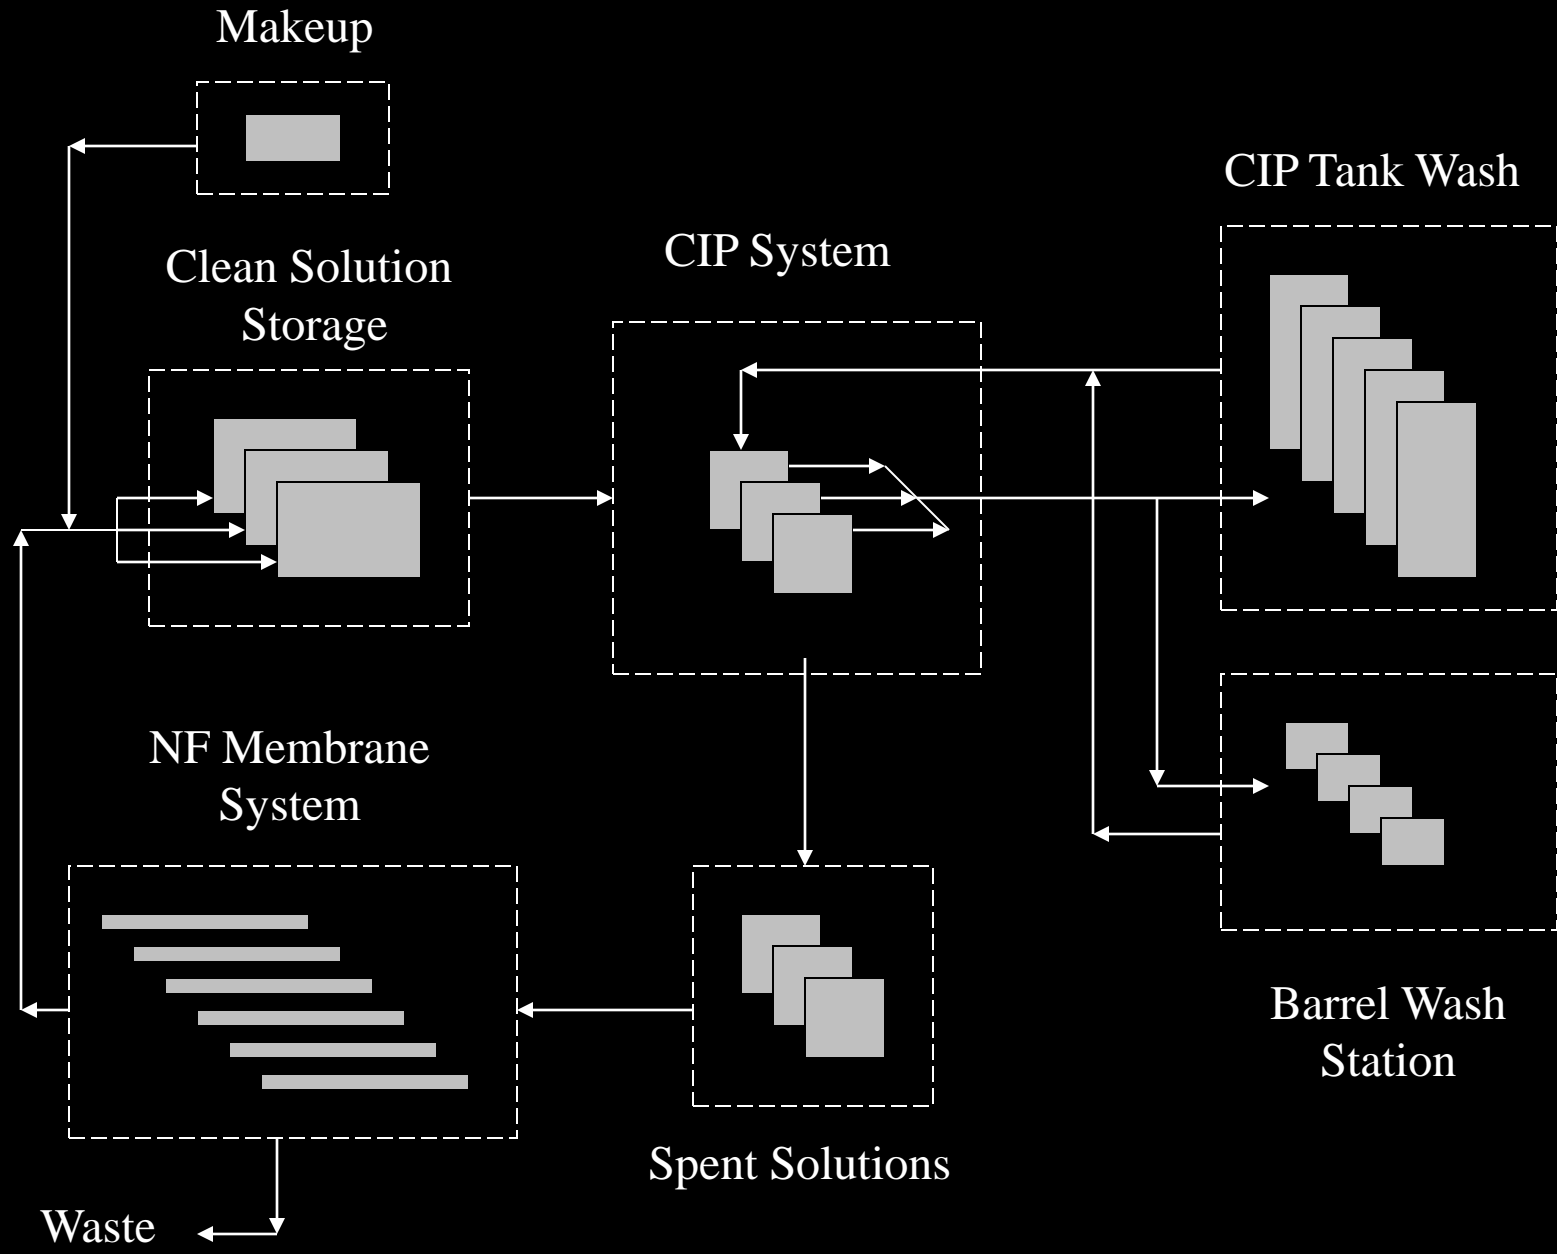 Makeup
CIP Tank Wash
Clean Solution
Storage
CIP System
NF Membrane
System
Barrel Wash
Station
Spent Solutions
Waste